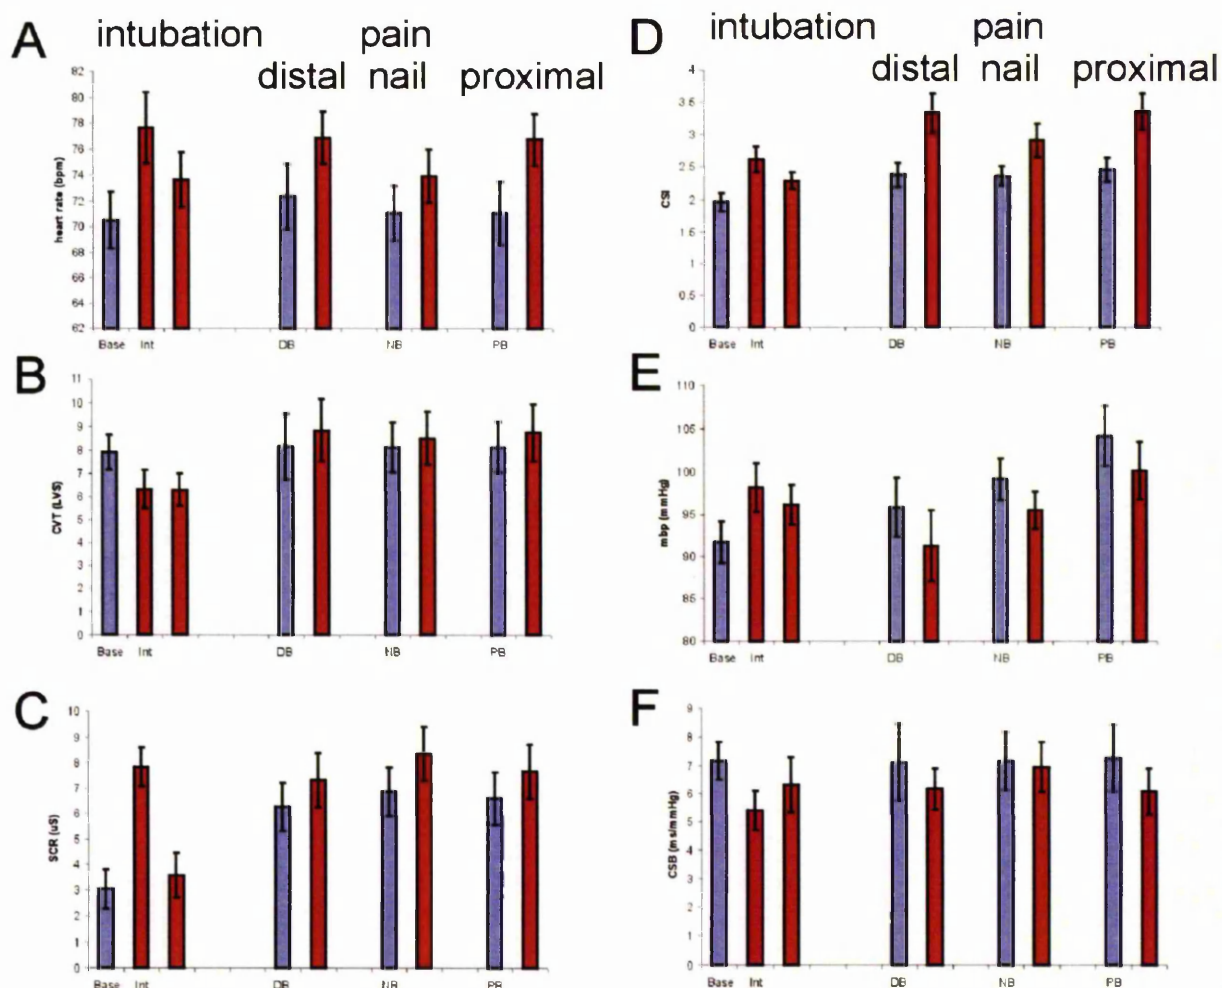 A
intubation
pain
distal
nail
proximal
heart rate (bpm)
82
80
78
76
74
72
70
68
66
64
62
Base
Int
DB
NB
PB
B
CVT (LVS)
11
10
9
8
7
6
5
4
3
2
1
0
Base
Int
DB
NB
PB
C
SCR (uS)
10
9
8
7
6
5
4
3
2
1
0
Base
Int
DB
NB
PB
D
intubation
pain
distal
nail
proximal
CSI
4
3.5
3
2.5
2
1.5
1
0.5
0
Base
Int
DB
NB
PB
E
mbp (mmHg)
110
105
100
95
90
85
80
Base
Int
DB
NB
PB
F
CSB (ms/mmHg)
9
8
7
6
5
4
3
2
1
0
Base
Int
DB
NB
PB